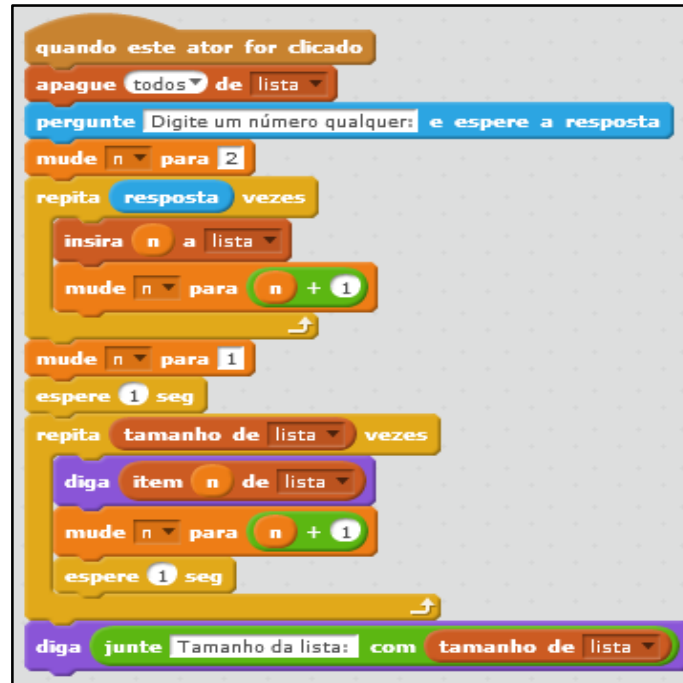 quando este ator for clicado
apague todos de lista
pergunte Digite um número qualquer: e espere a resposta
mude n para 2
repita resposta vezes
insira n a lista
mude n para n + 1
mude n para 1
espere 1 seg
repita tamanho de lista vezes
diga item n de lista
mude n para n + 1
espere 1 seg
diga junte Tamanho da lista: com tamanho de lista